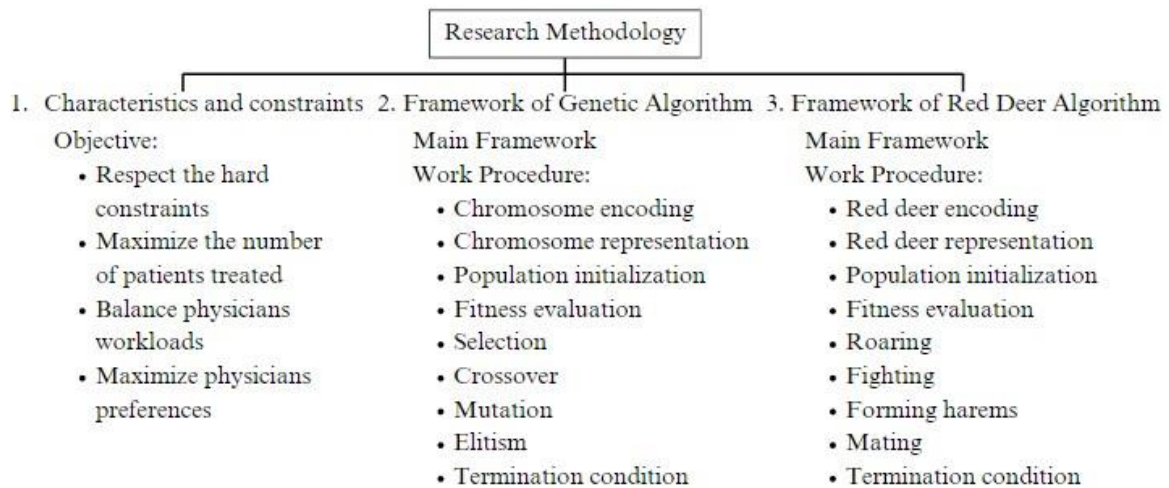 Research Methodology
1. Characteristics and constraints
Objective:
• Respect the hard
constraints
• Maximize the number
of patients treated
• Balance physicians
workloads
• Maximize physicians
preferences
2. Framework of Genetic Algorithm
Main Framework
Work Procedure:
• Chromosome encoding
• Chromosome representation
• Population initialization
• Fitness evaluation
• Selection
• Crossover
• Mutation
• Elitism
• Termination condition
3. Framework of Red Deer Algorithm
Main Framework
Work Procedure:
• Red deer encoding
• Red deer representation
• Population initialization
• Fitness evaluation
• Roaring
• Fighting
• Forming harems
• Mating
• Termination condition